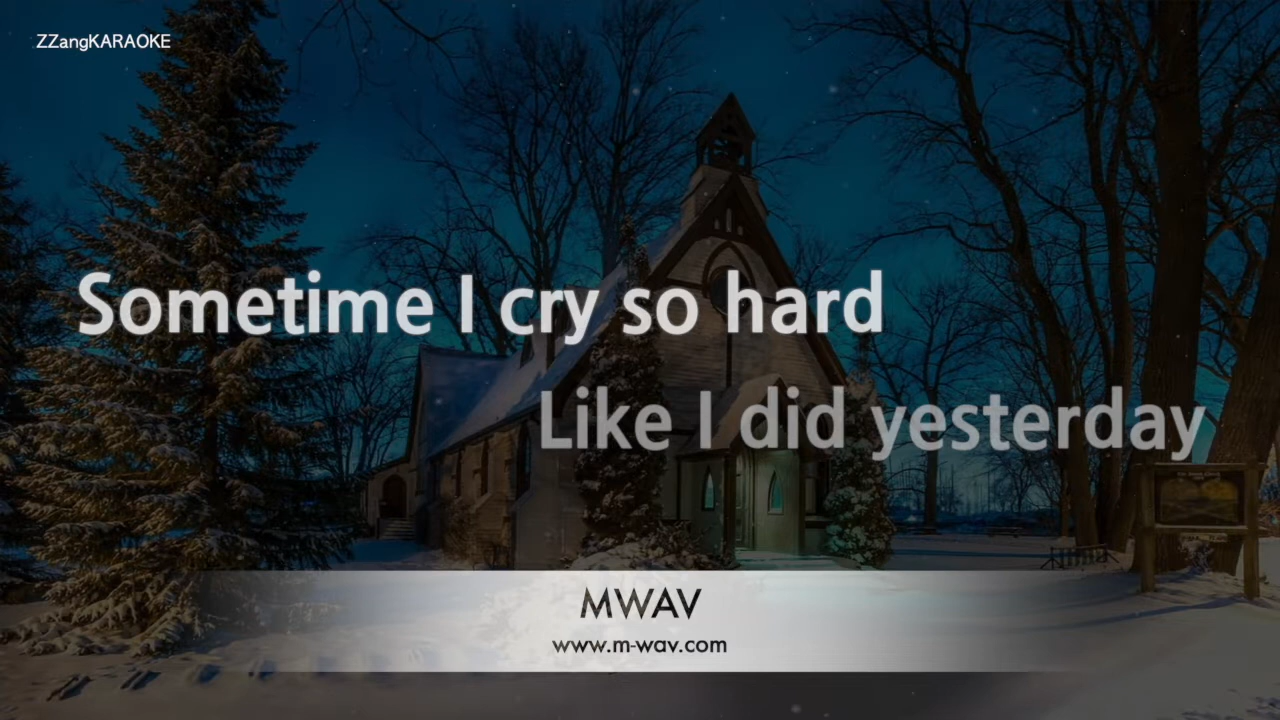 ZZangKARAOKE
Sometime I cry so hard
Like I did yesterday
MWAV
www.m-wav.com